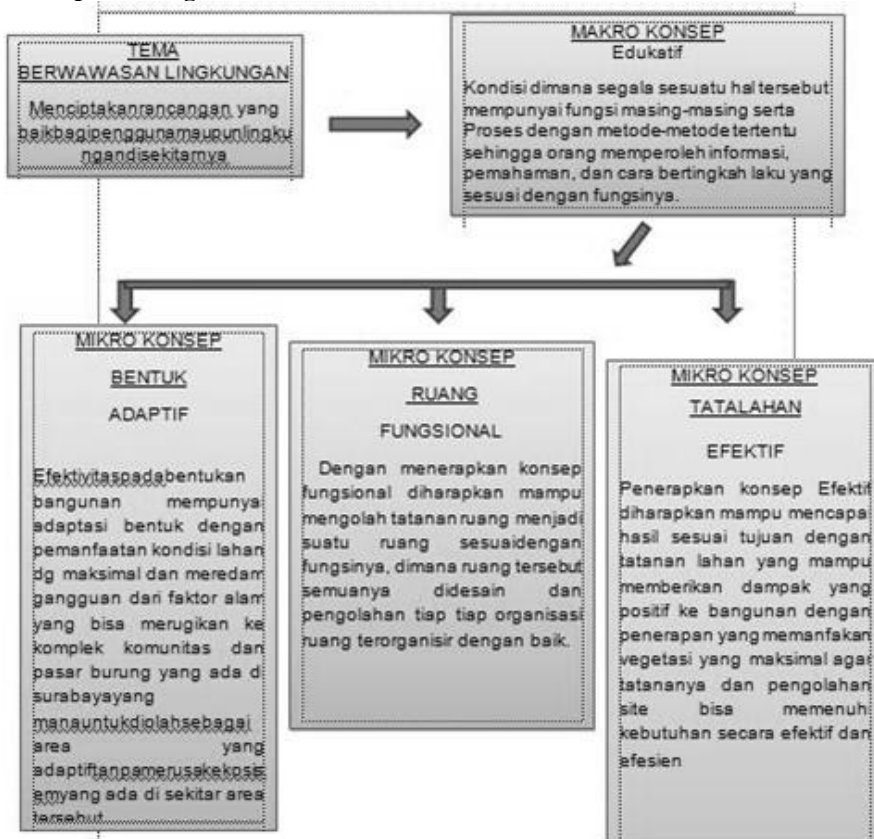 TEMA
BERWAWASAN LINGKUNGAN
Menciptakanrancangan yang
baikbagipenggunamaupunlingku
ngandisekitarnya
MAKRO KONSEP
Edukatif
Kondisi dimana segala sesuatu hal tersebut
mempunyai fungsi masing-masing serta
Proses dengan metode-metode tertentu
sehingga orang memperoleh informasi,
pemahaman, dan cara bertingkah laku yang
sesuai dengan fungsinya.
MIKRO KONSEP
BENTUK
ADAPTIF
Efektivitaspadabentukan
bangunan mempunya
adaptasi bentuk dengan
pemanfaatan kondisi lahan
dg maksimal dan meredam
gangguan dari faktor alam
yang bisa merugikan ke
komplek komunitas dan
pasar burung yang ada d
surabayayang
manauntukdiolahsebagai
area yang
adaptiftanpamerusakekosis
emyang ada di sekitar area
tersebut
MIKRO KONSEP
RUANG
FUNGSIONAL
Dengan menerapkan konsep
fungsional diharapkan mampu
mengolah tatanan ruang menjadi
suatu ruang sesuaidengan
fungsinya, dimana ruang tersebut
semuanya didesain dan
pengolahan tiap tiap organisasi
ruang terorganisir dengan baik.
MIKRO KONSEP
TATALAHAN
EFEKTIF
Penerapkan konsep Efektif
diharapkan mampu mencapa
hasil sesuai tujuan dengan
tatanan lahan yang mampu
memberikan dampak yang
positif ke bangunan dengan
penerapan yang memanfakan
vegetasi yang maksimal agar
tatananya dan pengolahan
site bisa memenuh
kebutuhan secara efektif dan
efesien